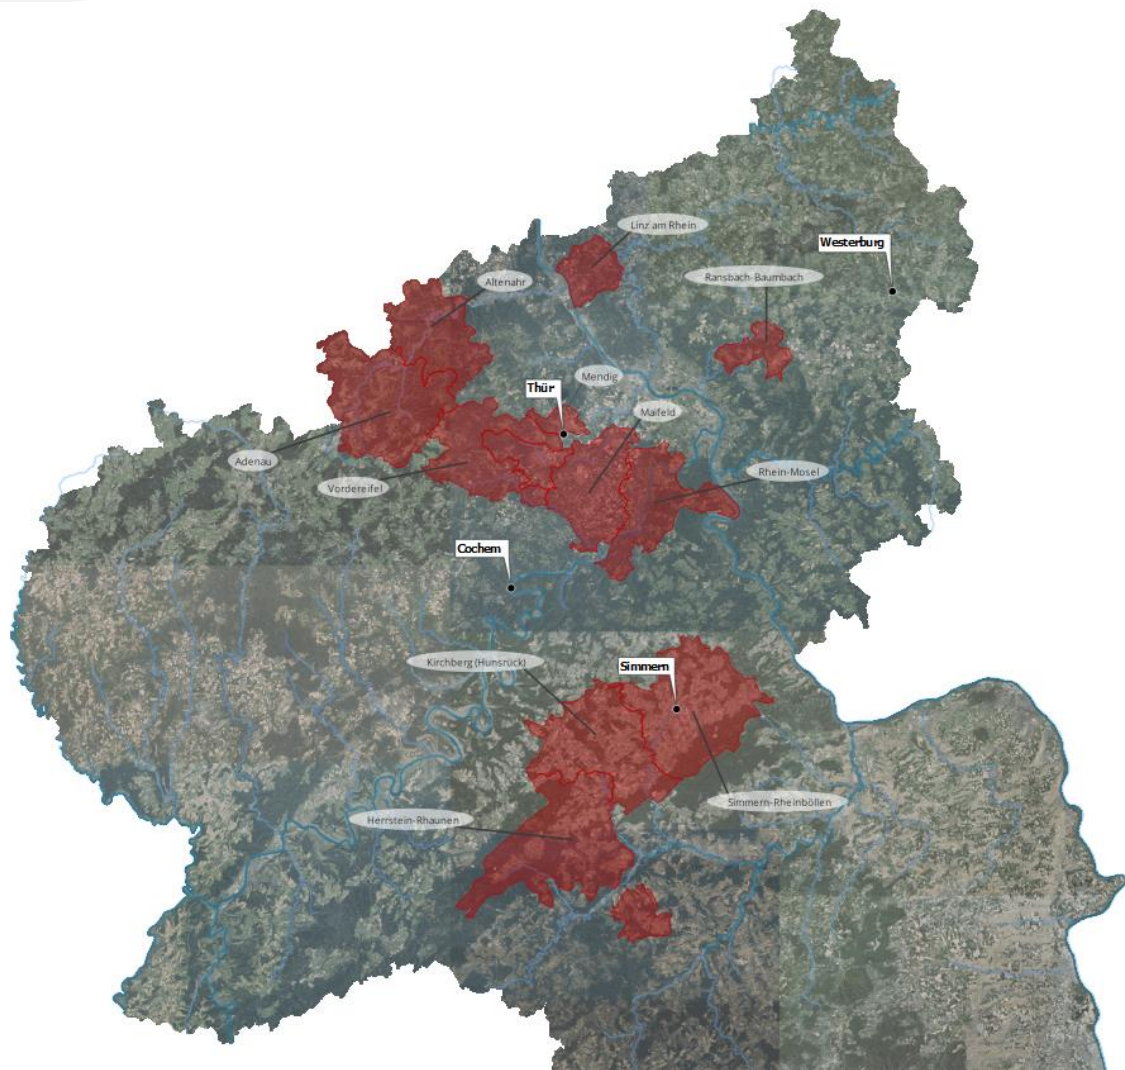 Linz am Rhein
Westerburg
Ransbach-Baumbach
Altenahr
Mendig
Thür
Maifeld
Adenau
Rhein-Mosel
Vordereifel
Cochem
Kirchberg (Hunsrück)
Simmern
Simmern-Rheinböllen
Herrstein-Rhaunen